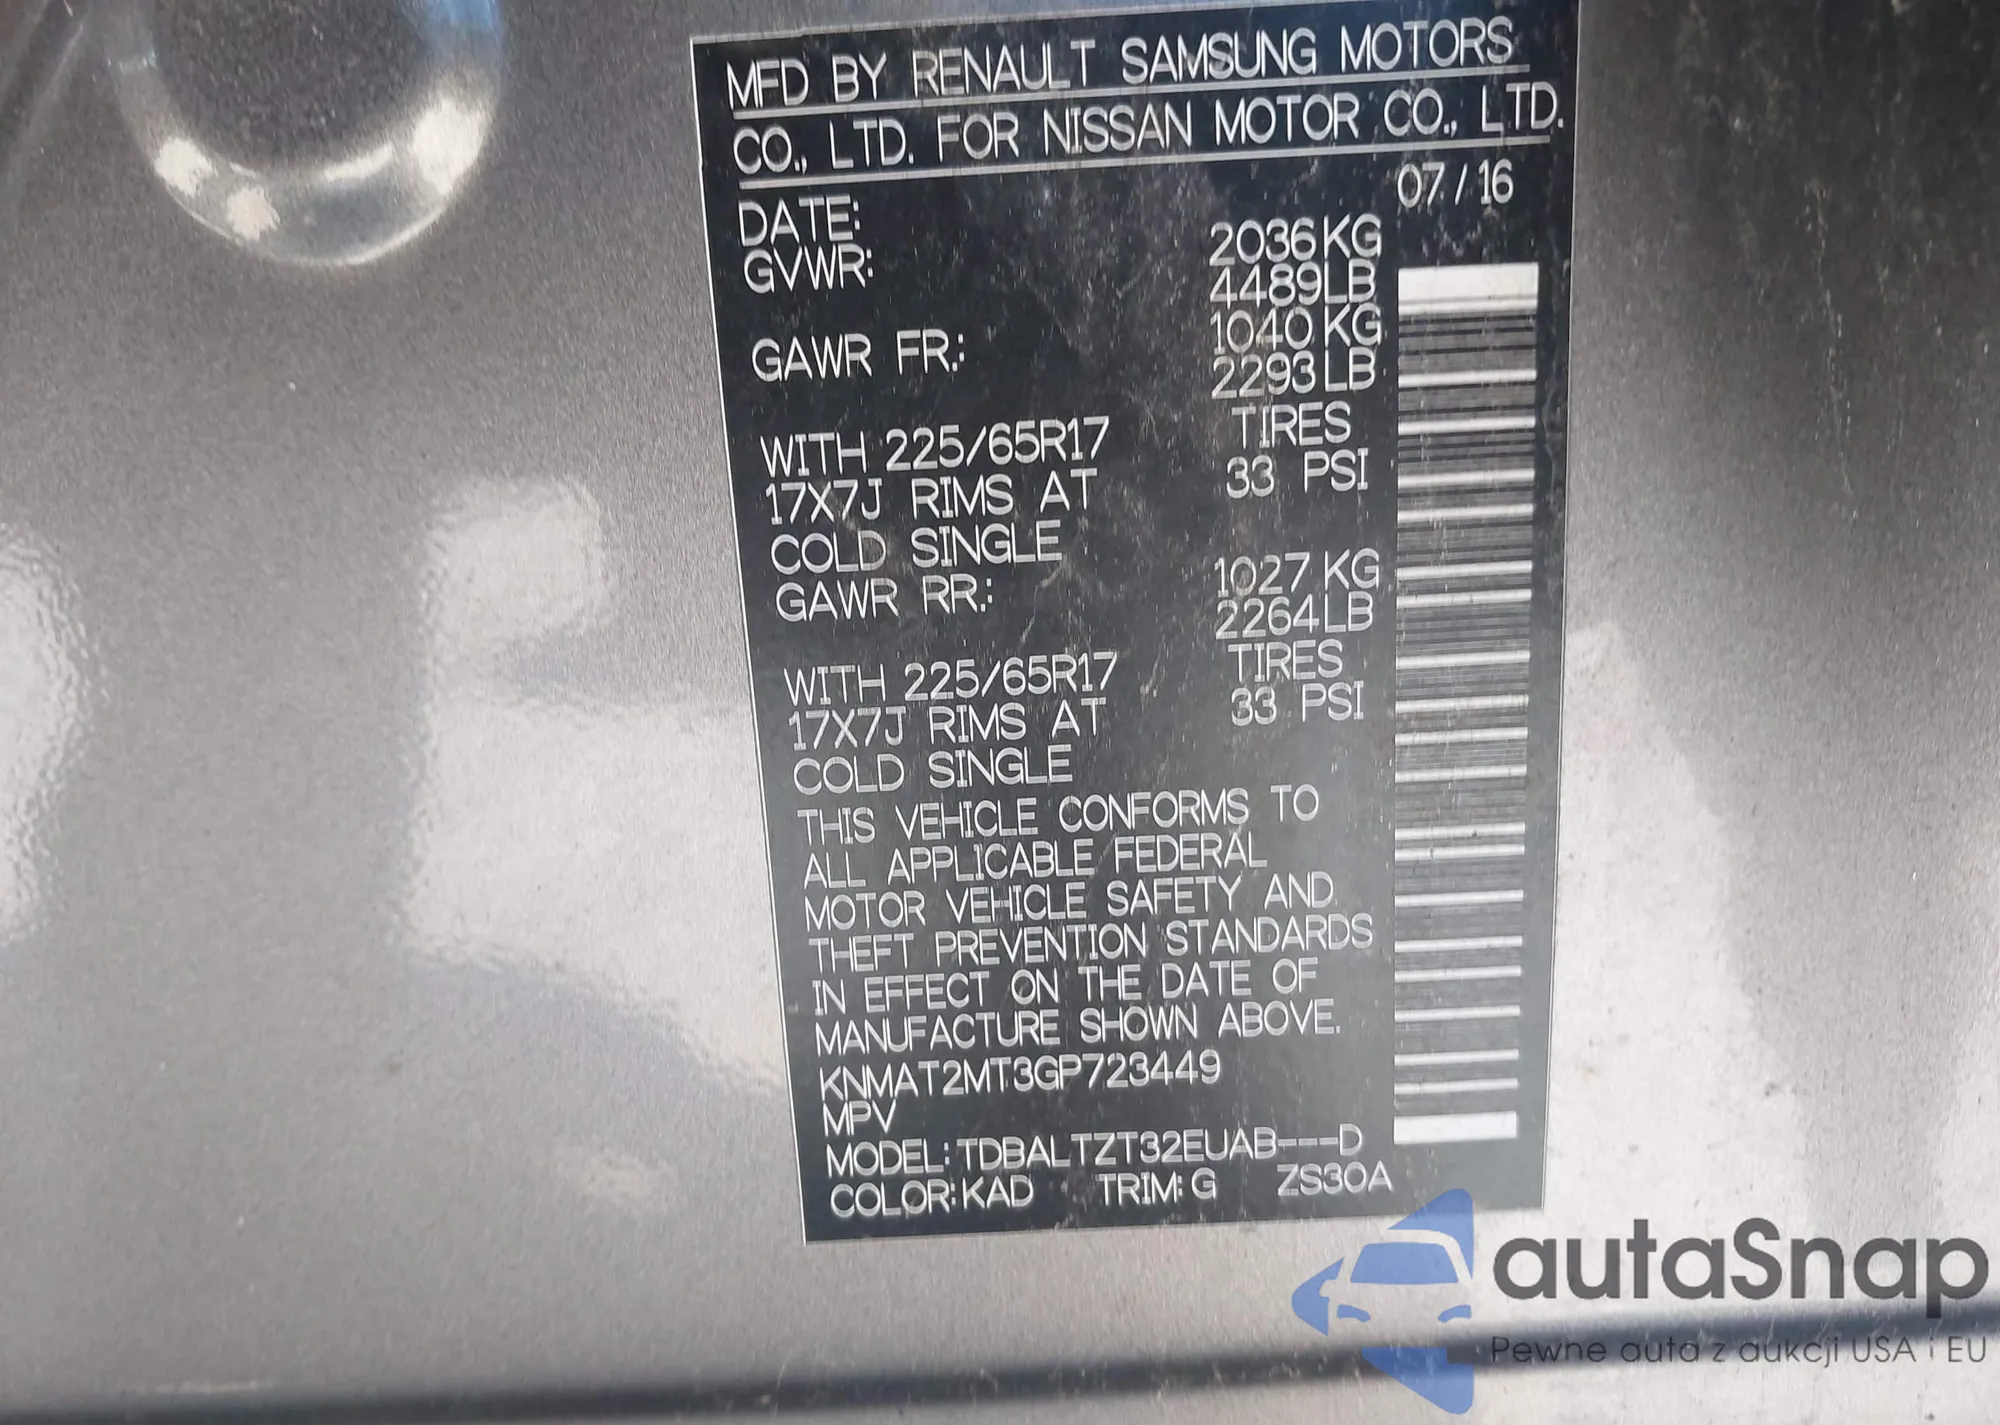 MFD BY RENAULT SAMSUNG MOTORS
CO., LTD. FOR NISSAN MOTOR CO., LTD.
DATE: 07/16
GVWR: 2036KG
4489LB
GAWR FR.: 1040KG
2293LB
WITH 225/65R17 TIRES
17X7J RIMS AT 33 PSI
COLD SINGLE
GAWR RR.: 1027KG
2264LB
WITH 225/65R17 TIRES
17X7J RIMS AT 33 PSI
COLD SINGLE
THIS VEHICLE CONFORMS TO
ALL APPLICABLE FEDERAL
MOTOR VEHICLE SAFETY AND
THEFT PREVENTION STANDARDS
IN EFFECT ON THE DATE OF
MANUFACTURE SHOWN ABOVE.
KNMAT2MT3GP723449
MPV
MODEL:TDBALTZT32EUAB---D
COLOR:KAD TRIM:G ZS30A
autaSnap
Pewne auta z aukcji USA i EU